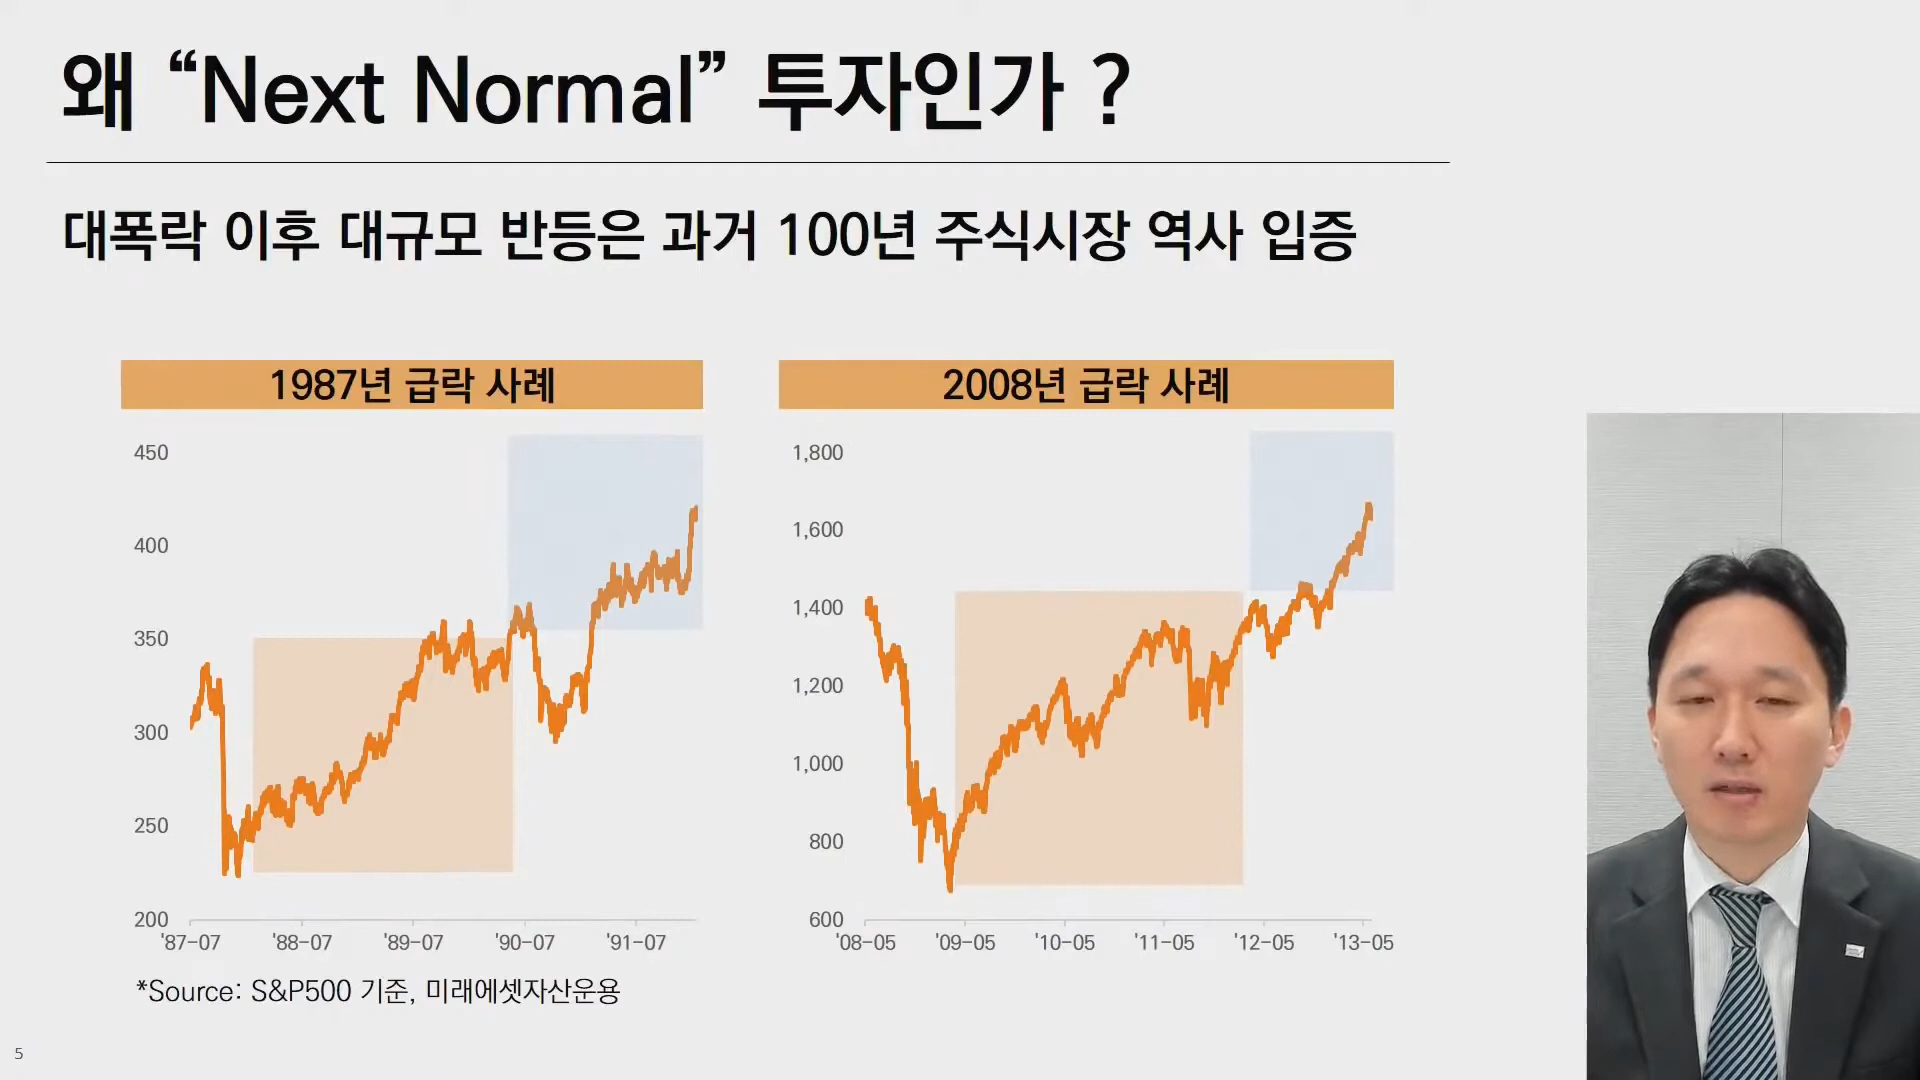 왜 “Next Normal” 투자인가 ?
대폭락 이후 대규모 반등은 과거 100년 주식시장 역사 입증
1987년 급락 사례
450
400
350
300
250
200
'87-07 '88-07 '89-07 '90-07 '91-07
2008년 급락 사례
1,800
1,600
1,400
1,200
1,000
800
600
'08-05 '09-05 '10-05 '11-05 '12-05 '13-05
*Source: S&P500 기준, 미래에셋자산운용
5